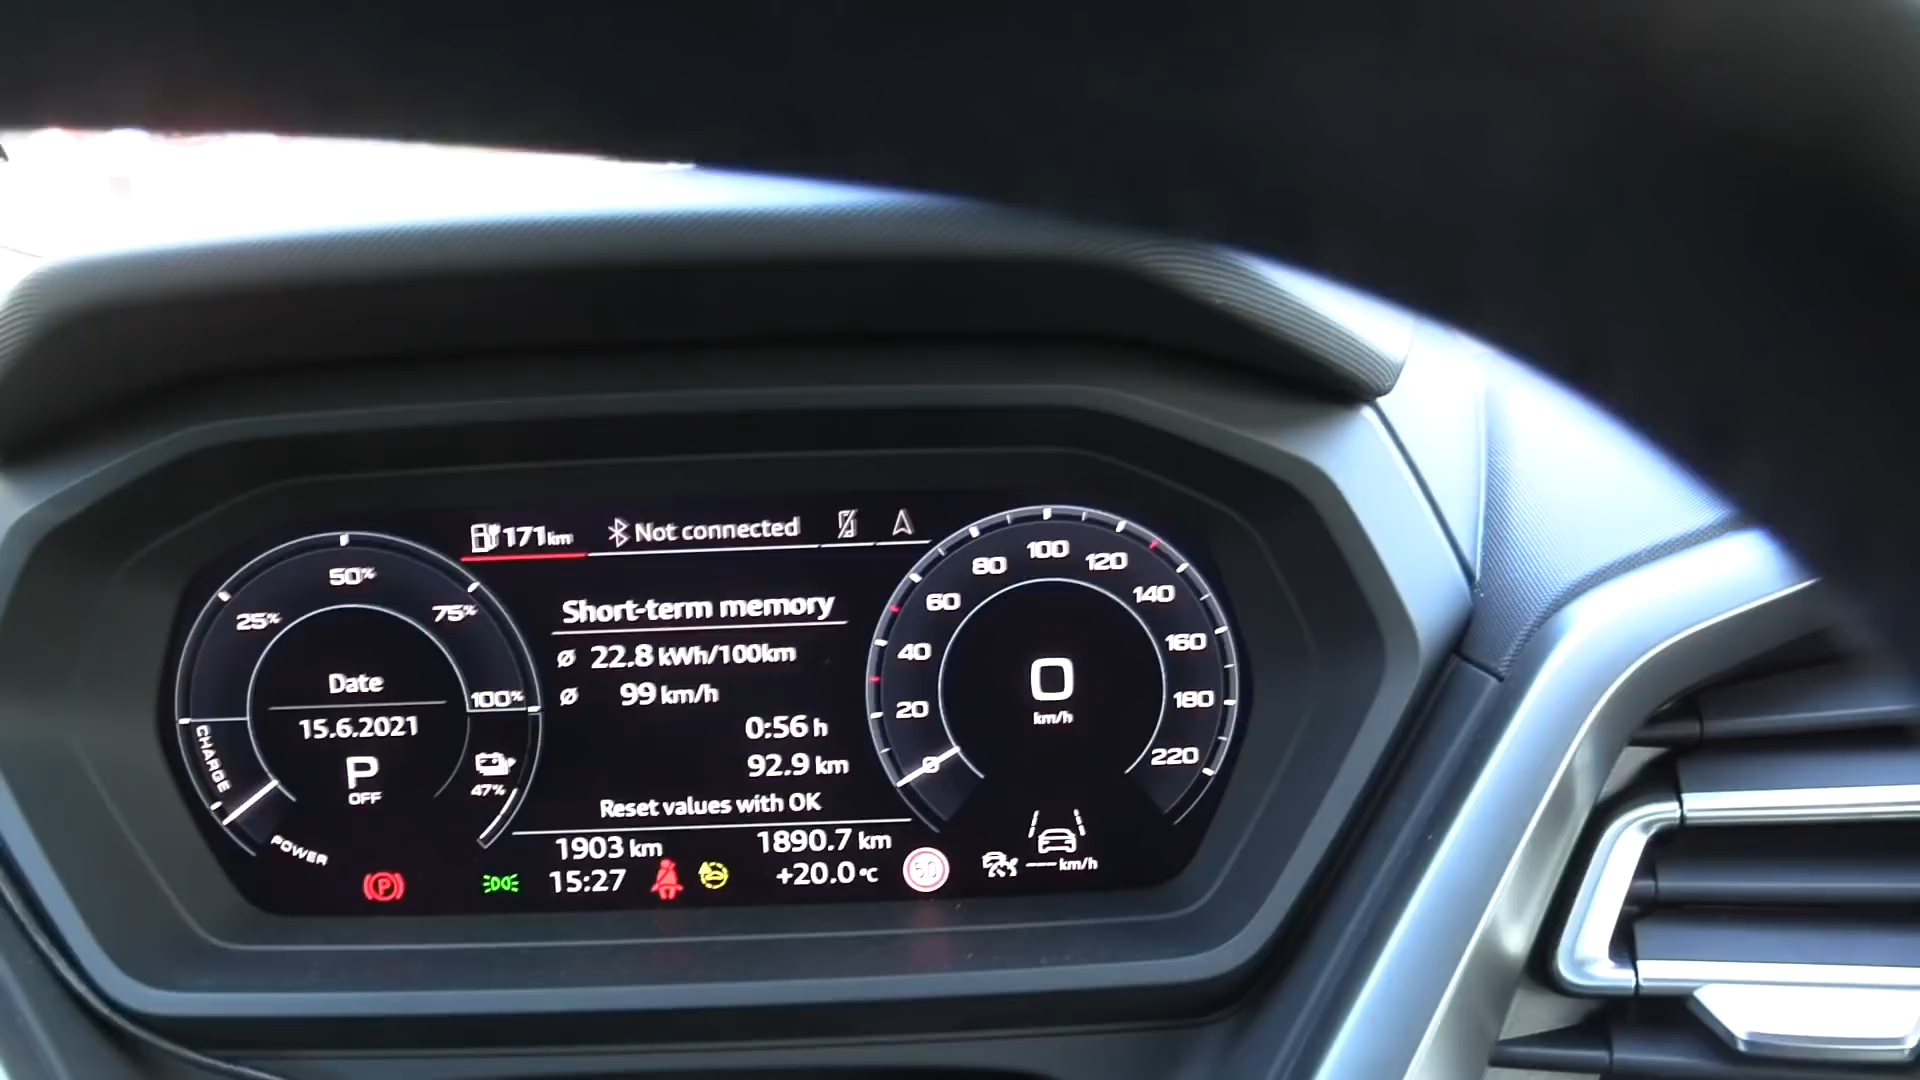 171 km Not connected
50%
25% 75%
100%
Date
15.6.2021
P
OFF
CHARGE
POWER
47%
Short-term memory
ø 22.8 kWh/100km
ø 99 km/h
0:56 h
92.9 km
Reset values with OK
1903 km 1890.7 km
15:27 +20.0 °C
0 20 40 60 80 100 120 140 160 180 220
0
km/h
--- km/h
(P)